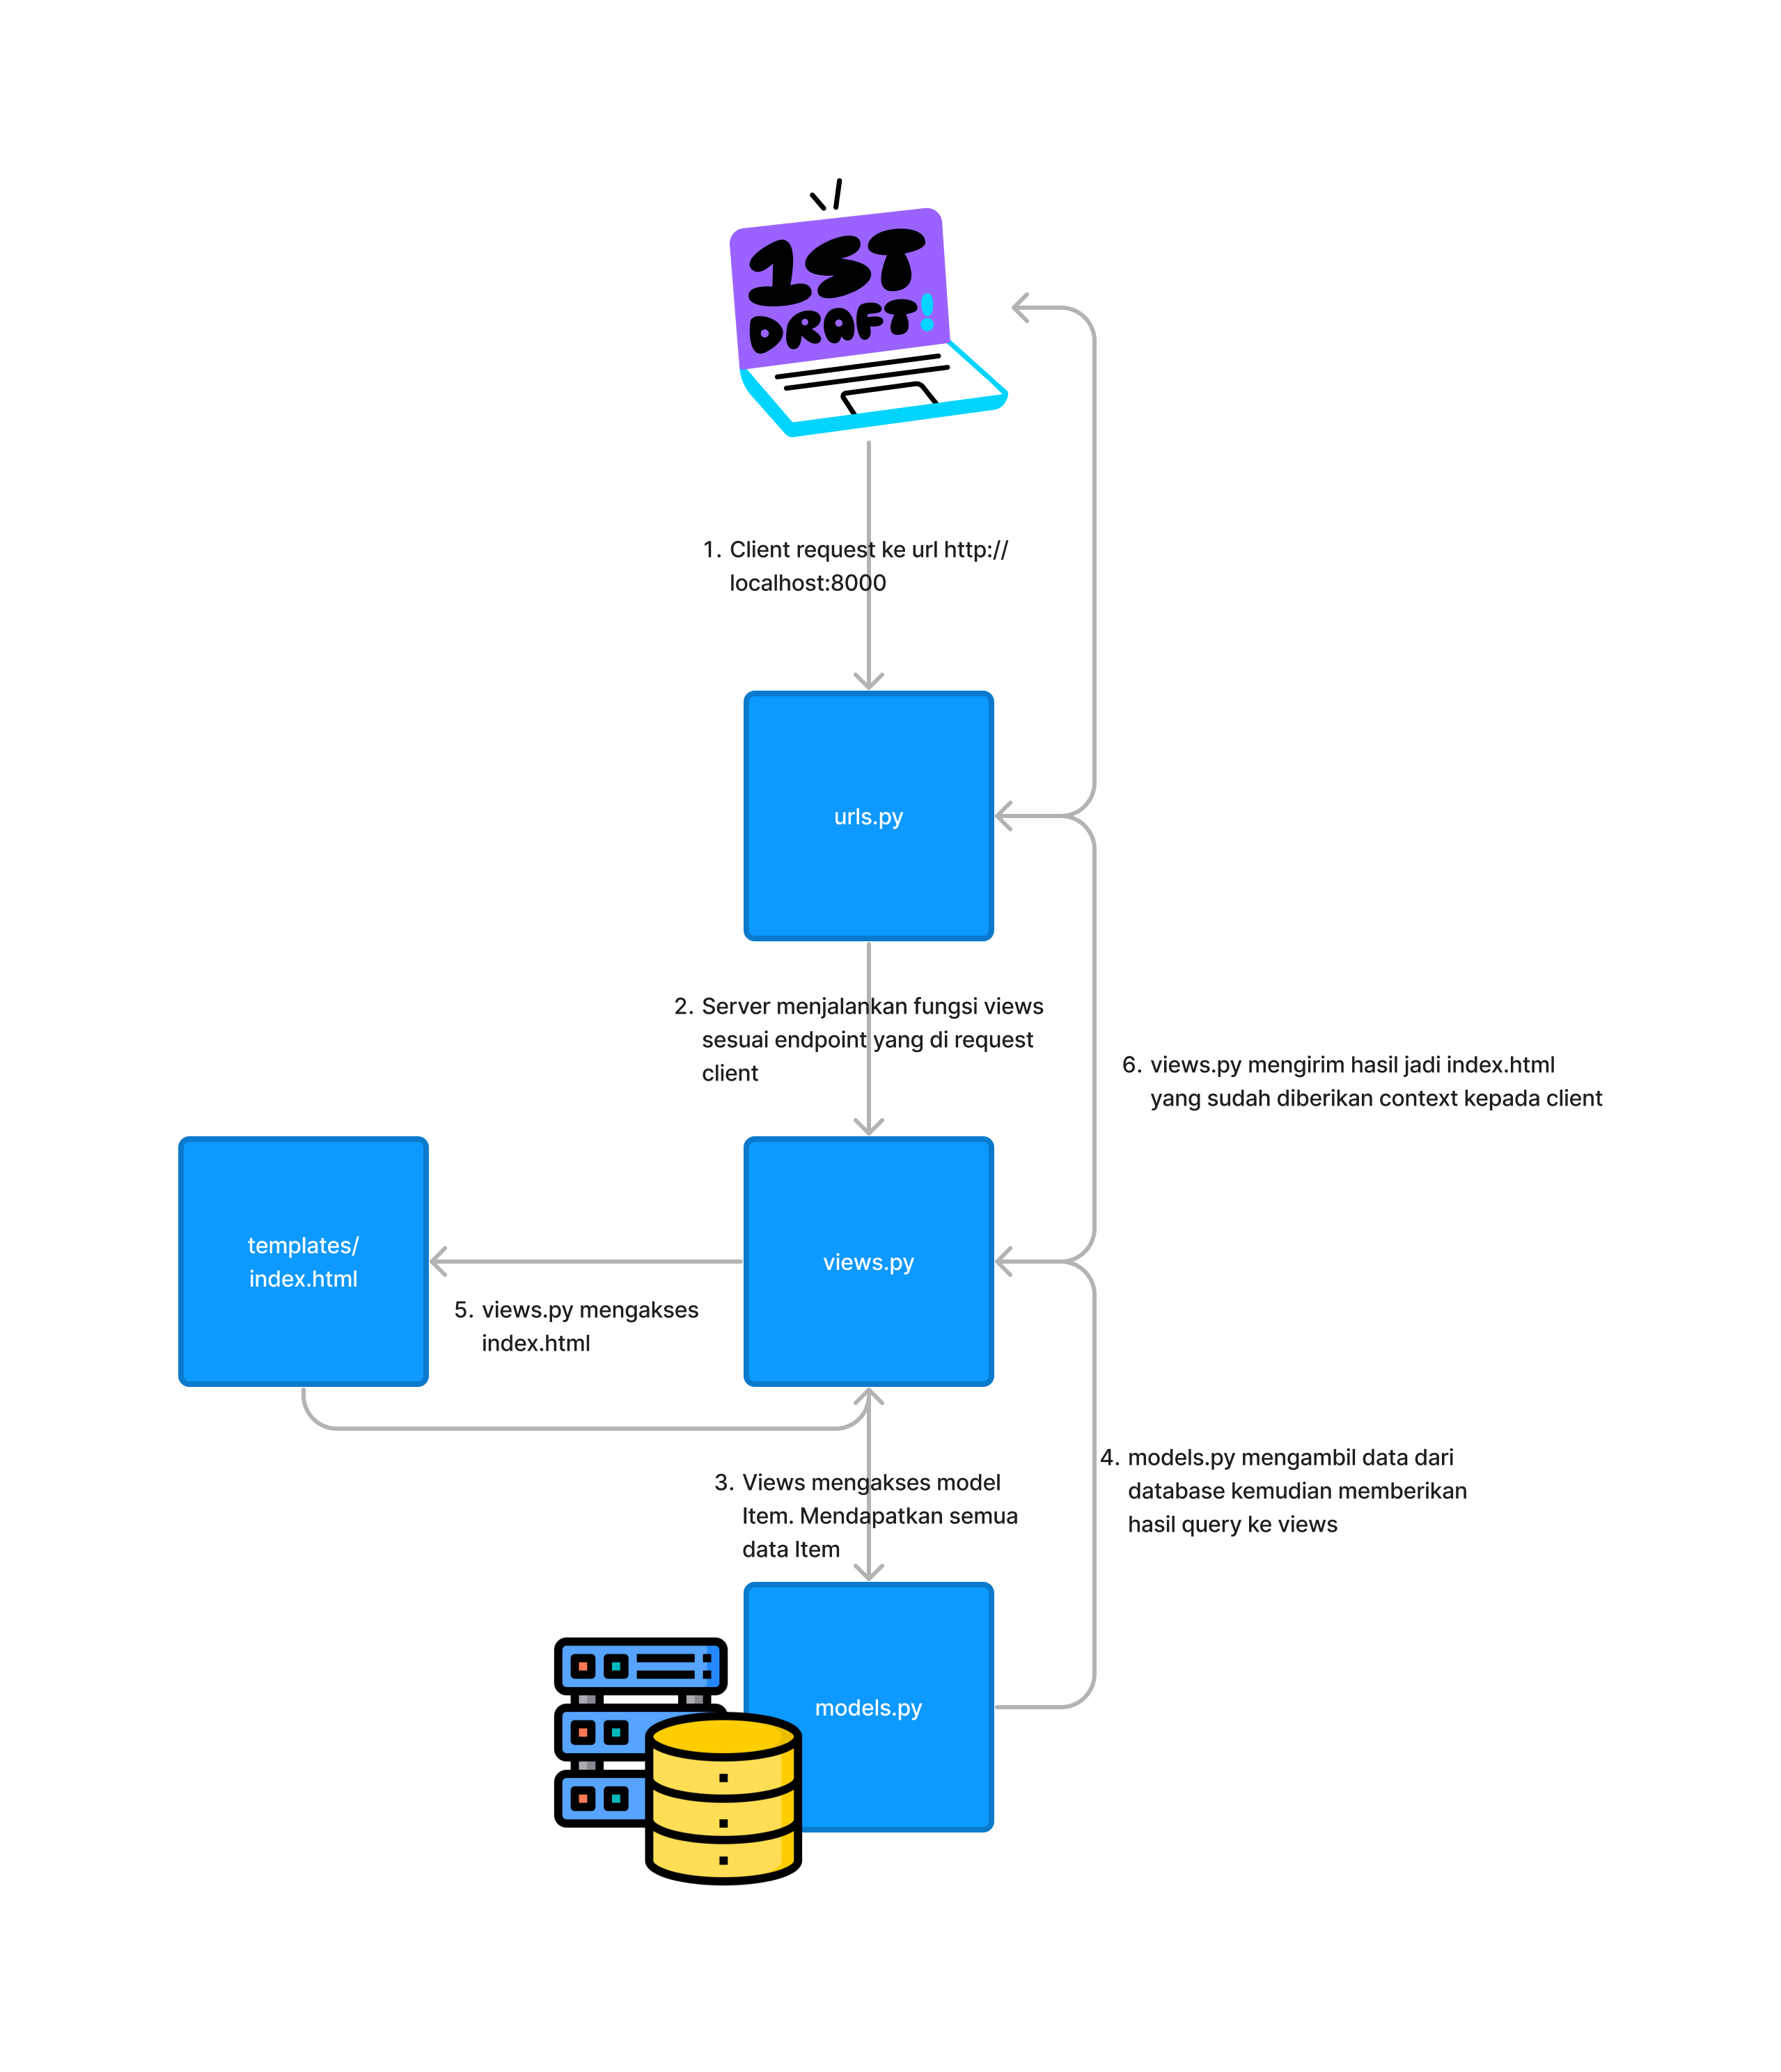 1ST
DRAFT!
1. Client request ke url http://
localhost:8000
urls.py
2. Server menjalankan fungsi views
sesuai endpoint yang di request
client
6. views.py mengirim hasil jadi index.html
yang sudah diberikan context kepada client
templates/
index.html
views.py
5. views.py mengakses
index.html
3. Views mengakses model
Item. Mendapatkan semua
data Item
4. models.py mengambil data dari
database kemudian memberikan
hasil query ke views
models.py